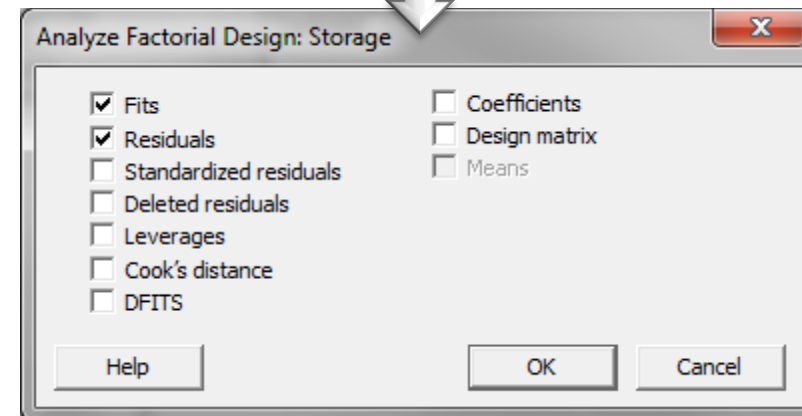 Analyze Factorial Design: Storage
Fits
Residuals
Standardized residuals
Deleted residuals
Leverages
Cook's distance
DFITS
Coefficients
Design matrix
Means
Help
OK
Cancel